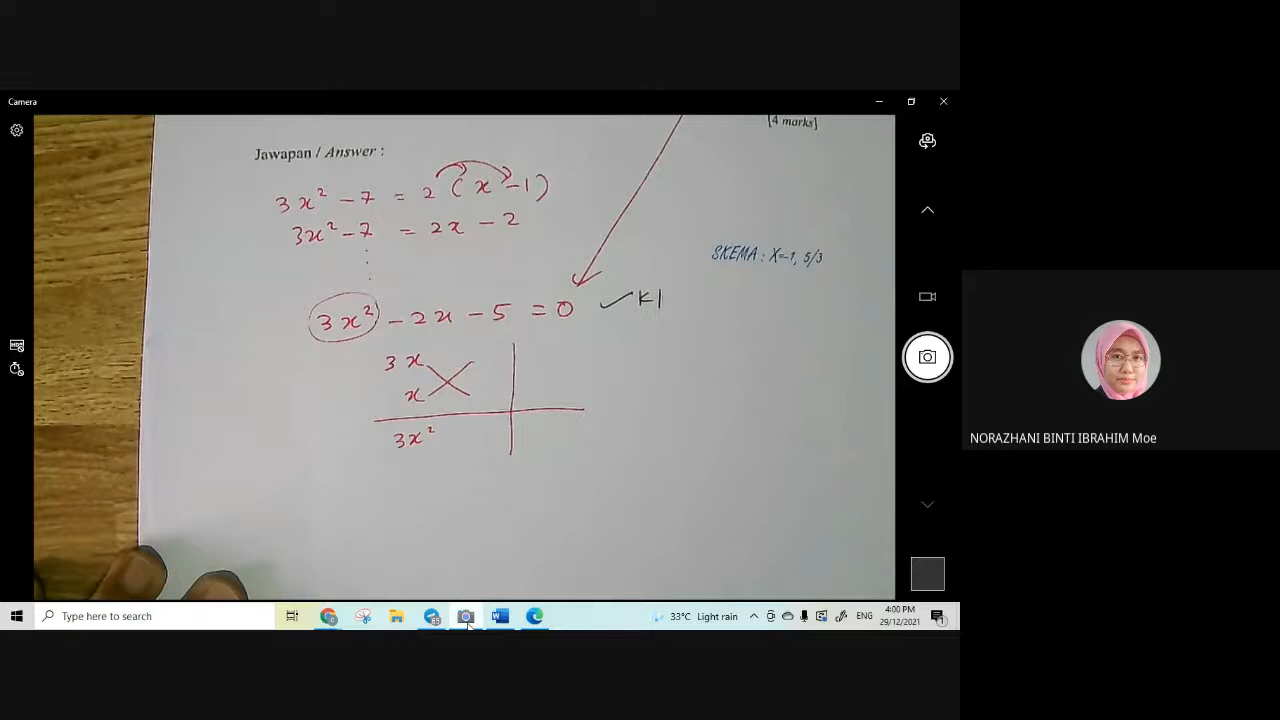 Camera
[4 marks]
Jawapan / Answer :
3x² - 7 = 2 (x - 1)
3x² - 7 = 2x - 2
SKEMA : X=-1, 5/3
3x² - 2x - 5 = 0 ✓ K1
3x
x
3x²
NORAZHANI BINTI IBRAHIM Moe
Type here to search
33°C Light rain
ENG
4:00 PM
29/12/2021